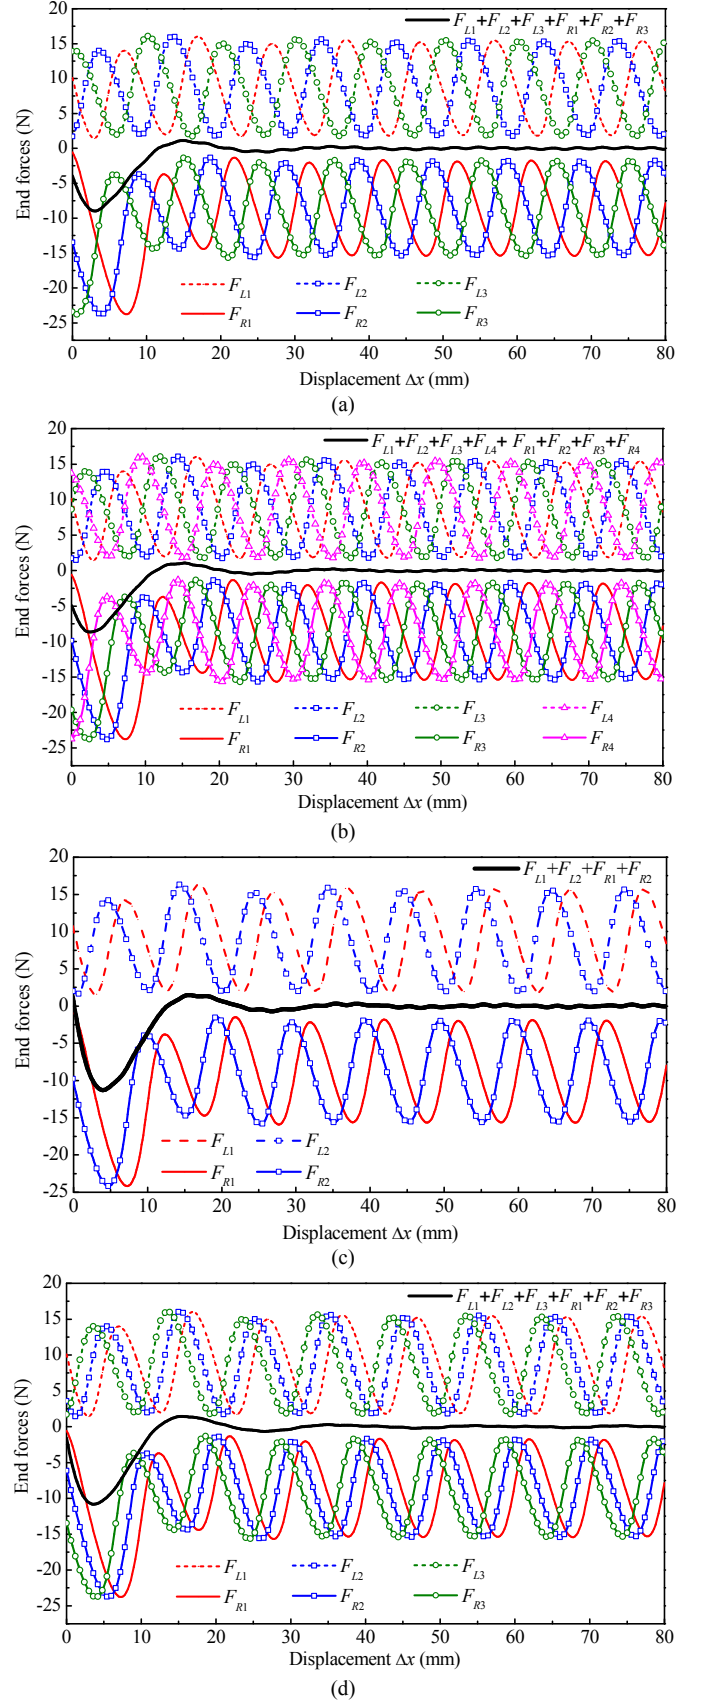 F_L1+F_L2+F_L3+F_R1+F_R2+F_R3
20
15
10
5
0
-5
-10
-15
-20
-25
End forces (N)
F_L1 F_L2 F_L3
F_R1 F_R2 F_R3
0 10 20 30 40 50 60 70 80
Displacement Δx (mm)
(a)
F_L1+F_L2+F_L3+F_L4+ F_R1+F_R2+F_R3+F_R4
20
15
10
5
0
-5
-10
-15
-20
-25
End forces (N)
F_L1 F_L2 F_L3 F_L4
F_R1 F_R2 F_R3 F_R4
0 10 20 30 40 50 60 70 80
Displacement Δx (mm)
(b)
F_L1+F_L2+F_R1+F_R2
20
15
10
5
0
-5
-10
-15
-20
-25
End forces (N)
F_L1 F_L2
F_R1 F_R2
0 10 20 30 40 50 60 70 80
Displacement Δx (mm)
(c)
F_L1+F_L2+F_L3+F_R1+F_R2+F_R3
20
15
10
5
0
-5
-10
-15
-20
-25
End forces (N)
F_L1 F_L2 F_L3
F_R1 F_R2 F_R3
0 10 20 30 40 50 60 70 80
Displacement Δx (mm)
(d)